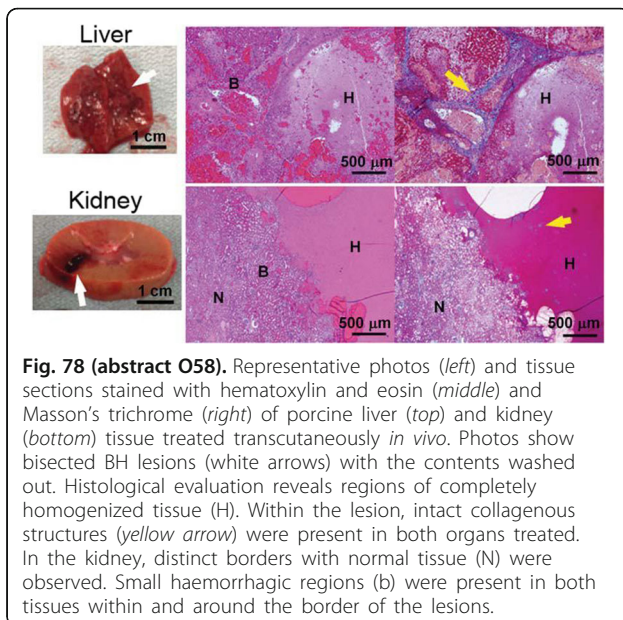 Liver
B
H
H
1 cm
500 µm
500 µm
Kidney
H
B
H
N
N
1 cm
500 µm
500 µm
Fig. 78 (abstract O58). Representative photos (left) and tissue
sections stained with hematoxylin and eosin (middle) and
Masson's trichrome (right) of porcine liver (top) and kidney
(bottom) tissue treated transcutaneously in vivo. Photos show
bisected BH lesions (white arrows) with the contents washed
out. Histological evaluation reveals regions of completely
homogenized tissue (H). Within the lesion, intact collagenous
structures (yellow arrow) were present in both organs treated.
In the kidney, distinct borders with normal tissue (N) were
observed. Small haemorrhagic regions (b) were present in both
tissues within and around the border of the lesions.